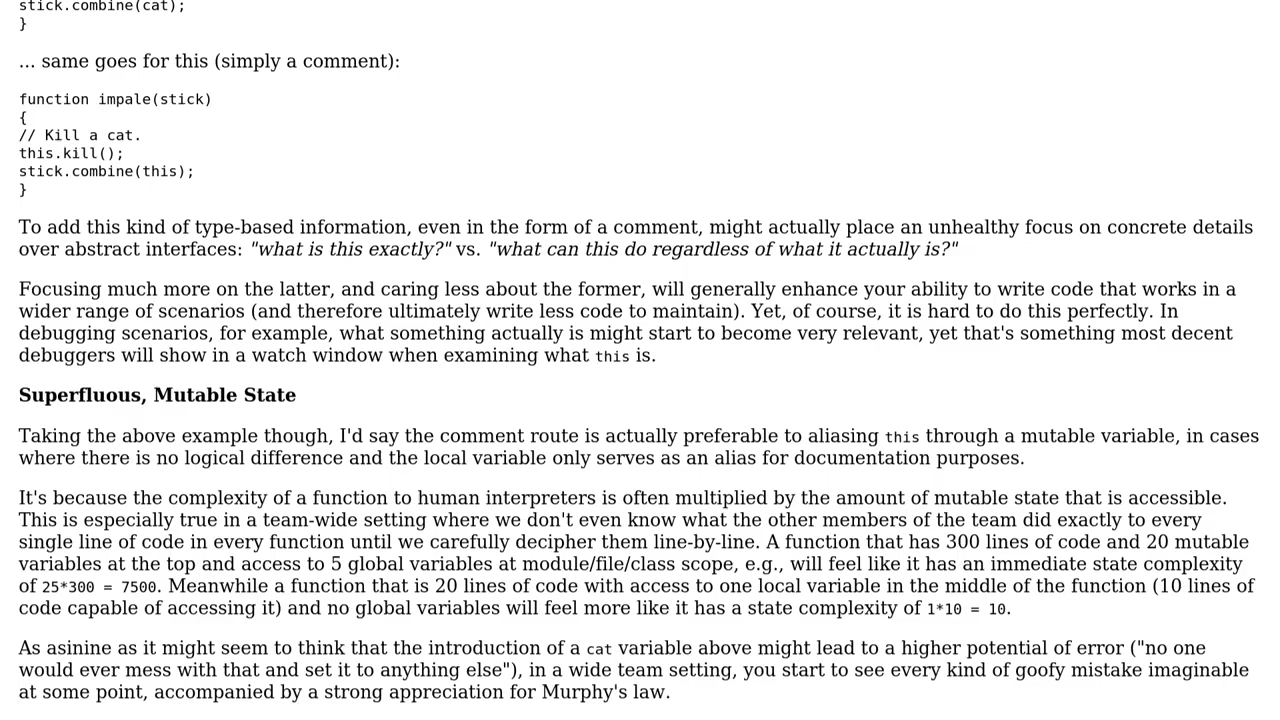 stick.combine(cat);
}
... same goes for this (simply a comment):
function impale(stick)
{
// Kill a cat.
this.kill();
stick.combine(this);
}
To add this kind of type-based information, even in the form of a comment, might actually place an unhealthy focus on concrete details
over abstract interfaces: "what is this exactly?" vs. "what can this do regardless of what it actually is?"
Focusing much more on the latter, and caring less about the former, will generally enhance your ability to write code that works in a
wider range of scenarios (and therefore ultimately write less code to maintain). Yet, of course, it is hard to do this perfectly. In
debugging scenarios, for example, what something actually is might start to become very relevant, yet that's something most decent
debuggers will show in a watch window when examining what this is.
Superfluous, Mutable State
Taking the above example though, I'd say the comment route is actually preferable to aliasing this through a mutable variable, in cases
where there is no logical difference and the local variable only serves as an alias for documentation purposes.
It's because the complexity of a function to human interpreters is often multiplied by the amount of mutable state that is accessible.
This is especially true in a team-wide setting where we don't even know what the other members of the team did exactly to every
single line of code in every function until we carefully decipher them line-by-line. A function that has 300 lines of code and 20 mutable
variables at the top and access to 5 global variables at module/file/class scope, e.g., will feel like it has an immediate state complexity
of 25*300 = 7500. Meanwhile a function that is 20 lines of code with access to one local variable in the middle of the function (10 lines of
code capable of accessing it) and no global variables will feel more like it has a state complexity of 1*10 = 10.
As asinine as it might seem to think that the introduction of a cat variable above might lead to a higher potential of error ("no one
would ever mess with that and set it to anything else"), in a wide team setting, you start to see every kind of goofy mistake imaginable
at some point, accompanied by a strong appreciation for Murphy's law.